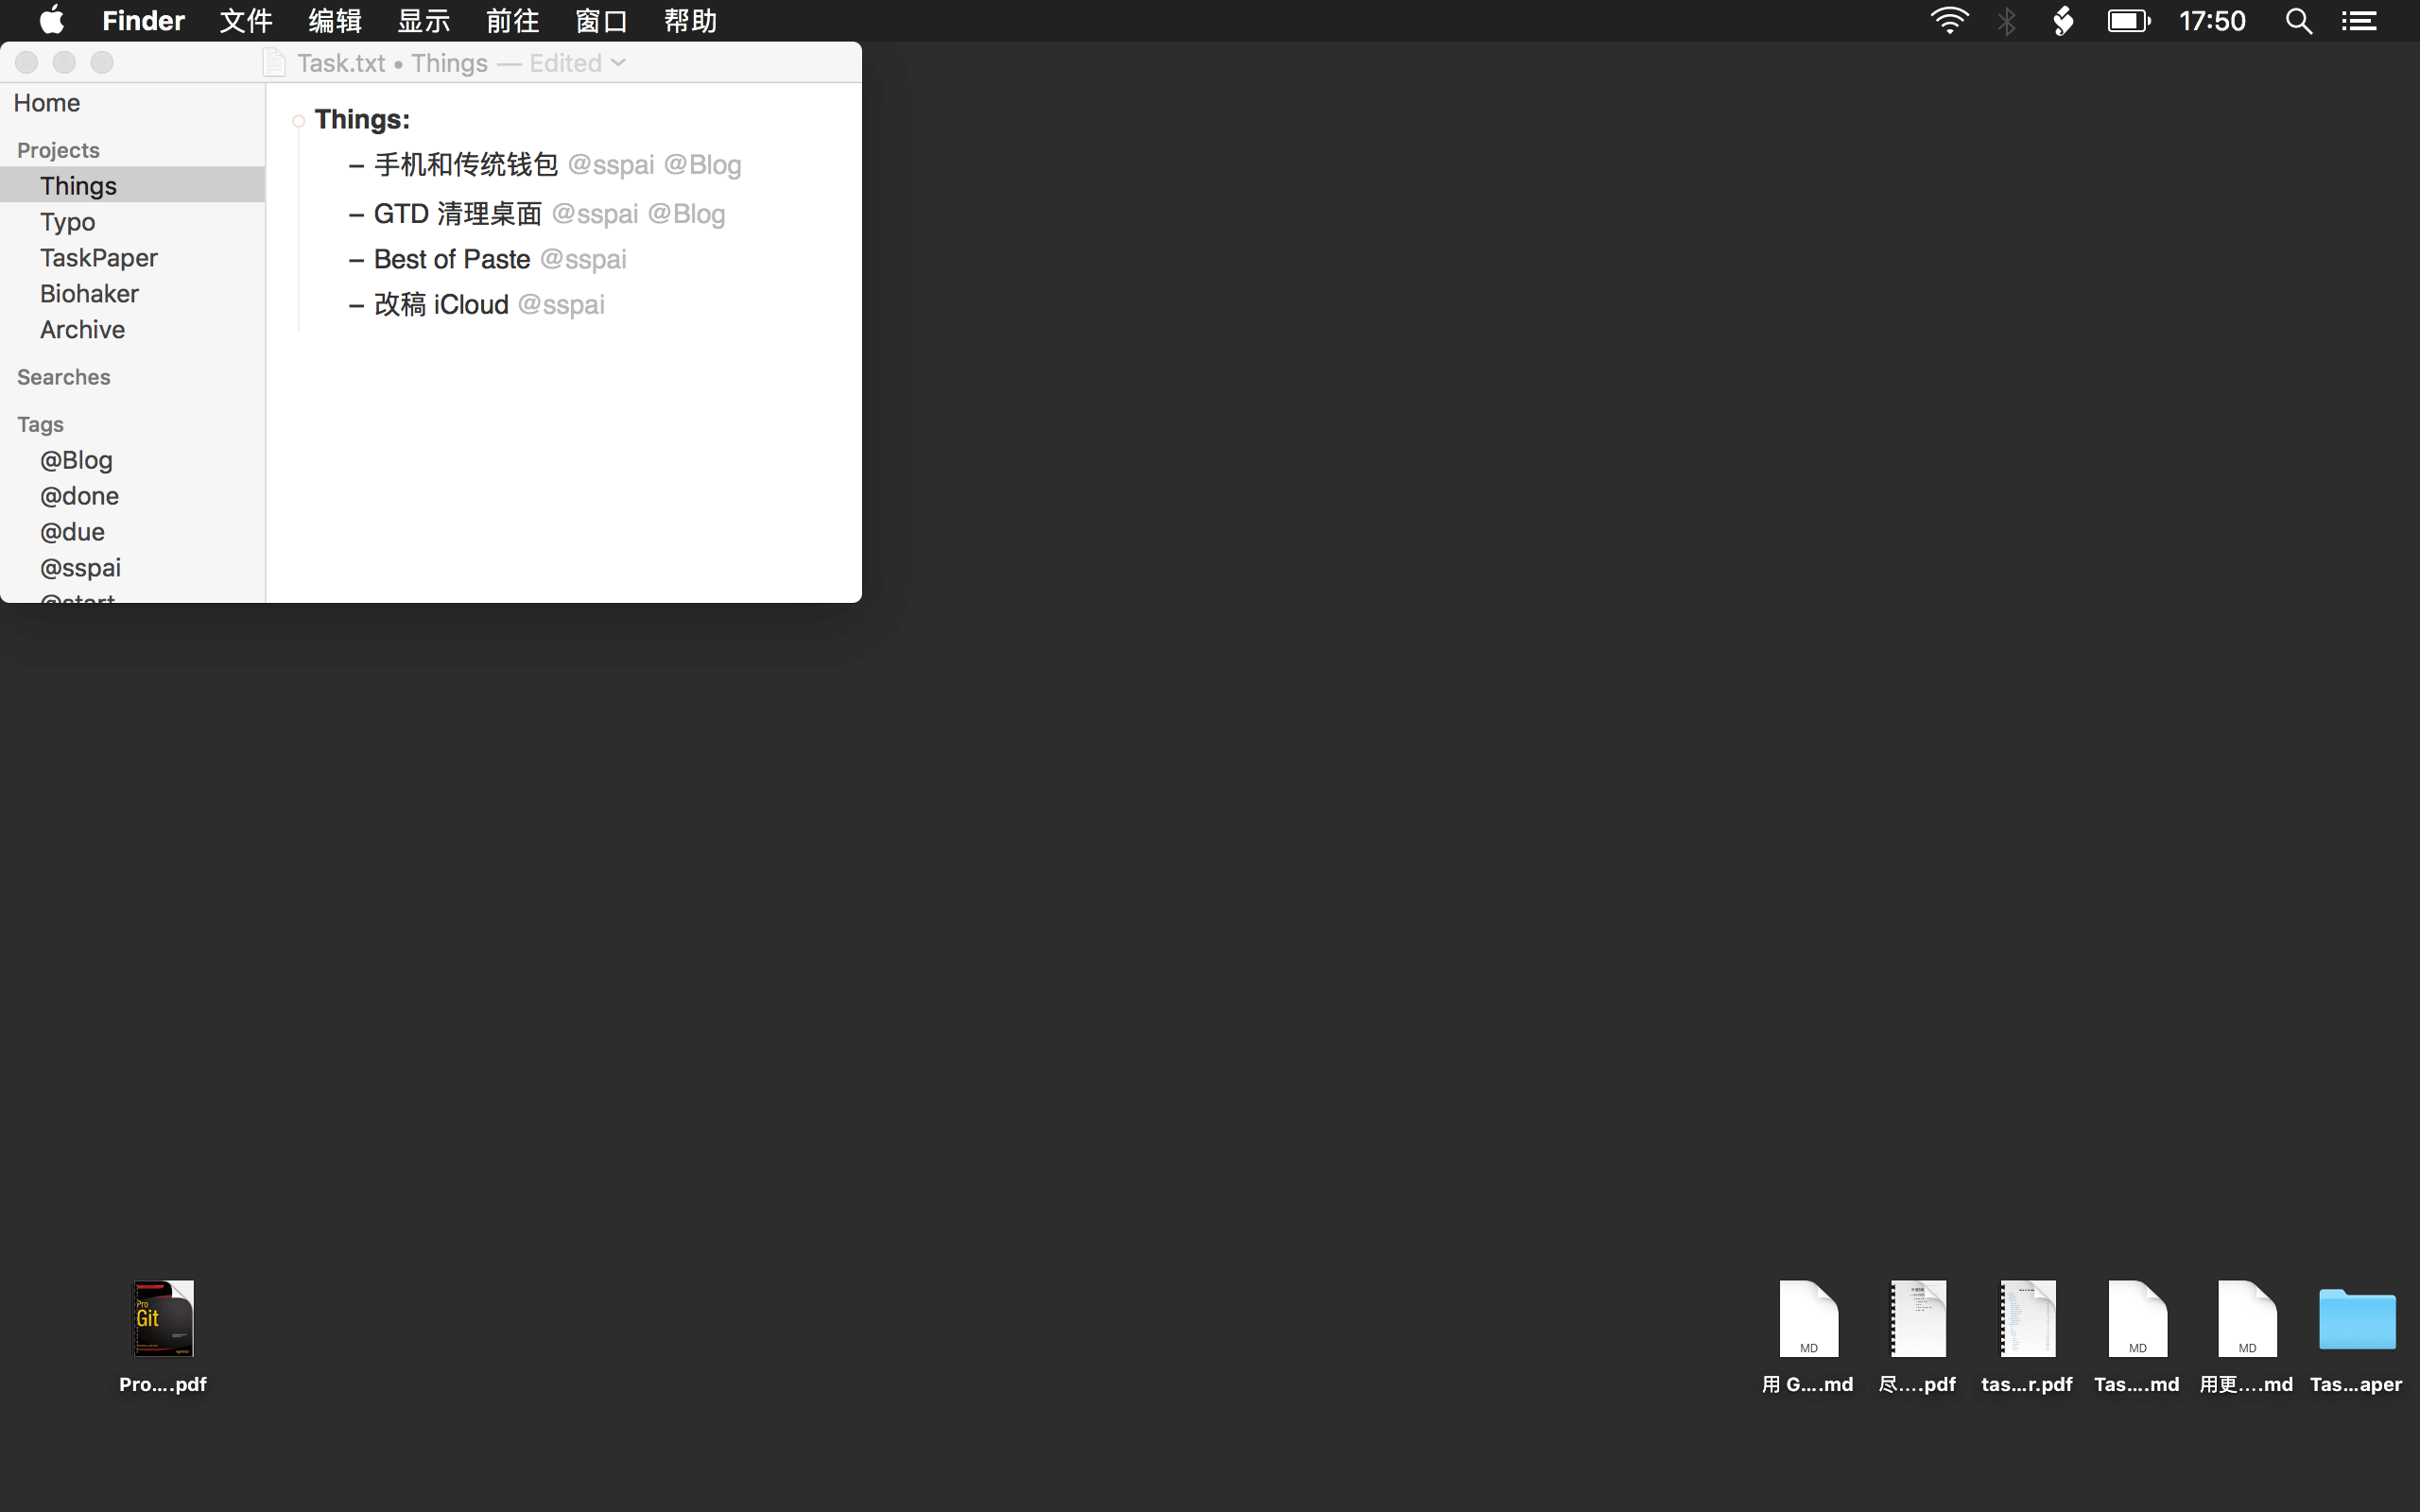 Finder 文件 编辑 显示 前往 窗口 帮助 17:50
Task.txt • Things — Edited
Home
Projects
Things
Typo
TaskPaper
Biohaker
Archive
Searches
Tags
@Blog
@done
@due
@sspai
@start
Things:
– 手机和传统钱包 @sspai @Blog
– GTD 清理桌面 @sspai @Blog
– Best of Paste @sspai
– 改稿 iCloud @sspai
Pro
Git
Pro....pdf
MD
用 G....md
尽....pdf
tas...r.pdf
MD
Tas....md
MD
用更....md
Tas...aper